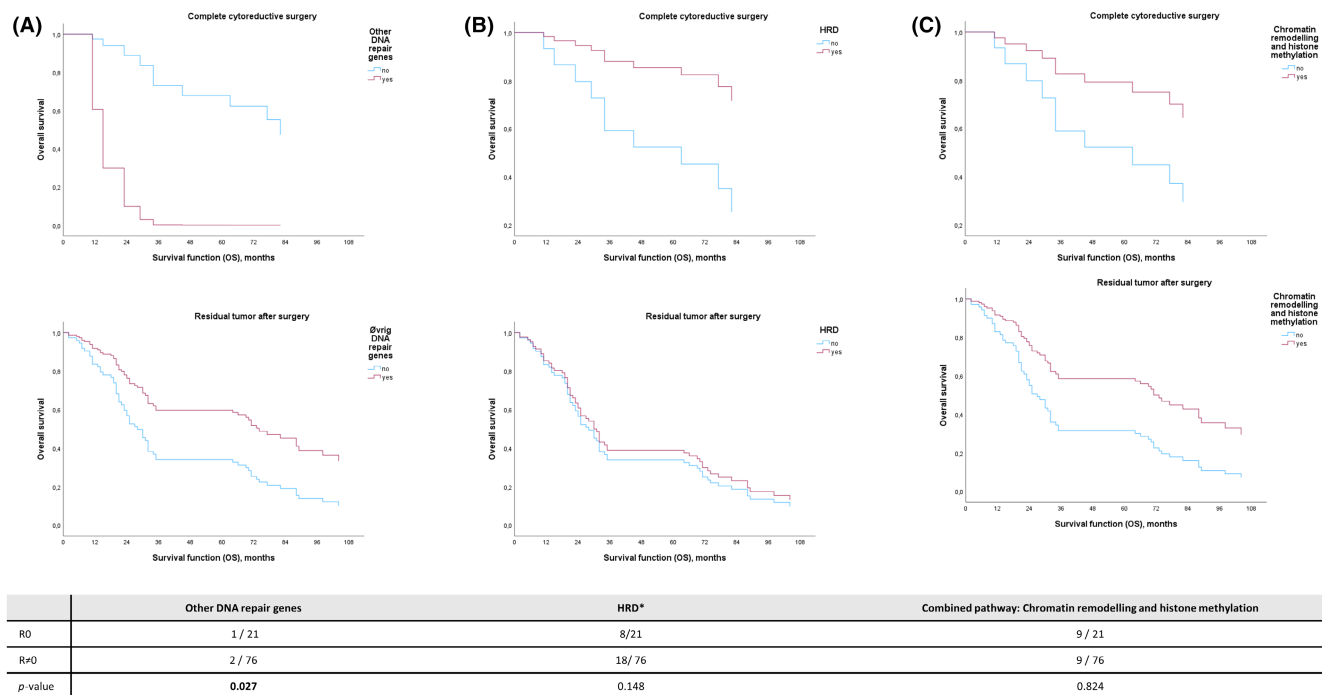 (A)
Complete cytoreductive surgery
Other
DNA
repair
genes
no
yes
Overall survival
1,0
0,8
0,6
0,4
0,2
0,0
0 12 24 36 48 60 72 84 96 108
Survival function (OS), months
(B)
Complete cytoreductive surgery
HRD
no
yes
Overall survival
1,0
0,8
0,6
0,4
0,2
0 12 24 36 48 60 72 84 96 108
Survival function (OS), months
(C)
Complete cytoreductive surgery
Chromatin
remodelling
and histone
methylation
no
yes
Overall survival
1,0
0,8
0,6
0,4
0,2
0 12 24 36 48 60 72 84 96 108
Survival function (OS), months
Residual tumor after surgery
Øvrig
DNA
repair
genes
no
yes
Overall survival
1,0
0,8
0,6
0,4
0,2
0,0
0 12 24 36 48 60 72 84 96 108
Survival function (OS), months
Residual tumor after surgery
HRD
no
yes
Overall survival
1,0
0,8
0,6
0,4
0,2
0,0
0 12 24 36 48 60 72 84 96 108
Survival function (OS), months
Residual tumor after surgery
Chromatin
remodelling
and histone
methylation
no
yes
Overall survival
1,0
0,8
0,6
0,4
0,2
0,0
0 12 24 36 48 60 72 84 96 108
Survival function (OS), months
Other DNA repair genes HRD* Combined pathway: Chromatin remodelling and histone methylation
R0 1 / 21 8/21 9 / 21
R≠0 2 / 76 18/ 76 9 / 76
p-value 0.027 0.148 0.824